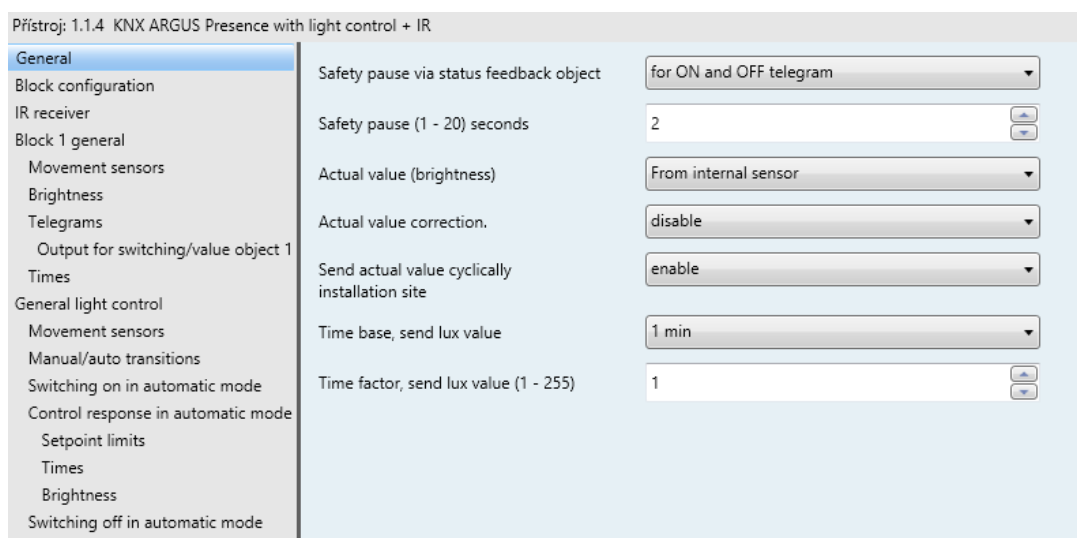 Přístroj: 1.1.4 KNX ARGUS Presence with light control + IR
General
Block configuration
IR receiver
Block 1 general
Movement sensors
Brightness
Telegrams
Output for switching/value object 1
Times
General light control
Movement sensors
Manual/auto transitions
Switching on in automatic mode
Control response in automatic mode
Setpoint limits
Times
Brightness
Switching off in automatic mode
Safety pause via status feedback object
for ON and OFF telegram
Safety pause (1 - 20) seconds
2
Actual value (brightness)
From internal sensor
Actual value correction.
disable
Send actual value cyclically
installation site
enable
Time base, send lux value
1 min
Time factor, send lux value (1 - 255)
1